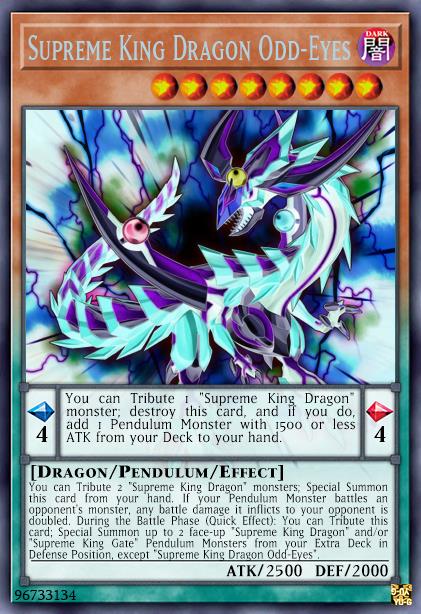 SUPREME KING DRAGON ODD-EYES
DARK
闇
You can Tribute 1 "Supreme King Dragon"
monster; destroy this card, and if you do,
add 1 Pendulum Monster with 1500 or less
ATK from your Deck to your hand.
4
4
[DRAGON/PENDULUM/EFFECT]
You can Tribute 2 "Supreme King Dragon" monsters; Special Summon
this card from your hand. If your Pendulum Monster battles an
opponent's monster, any battle damage it inflicts to your opponent is
doubled. During the Battle Phase (Quick Effect): You can Tribute this
card; Special Summon up to 2 face-up "Supreme King Dragon" and/or
"Supreme King Gate" Pendulum Monsters from your Extra Deck in
Defense Position, except "Supreme King Dragon Odd-Eyes".
ATK/2500 DEF/2000
96733134